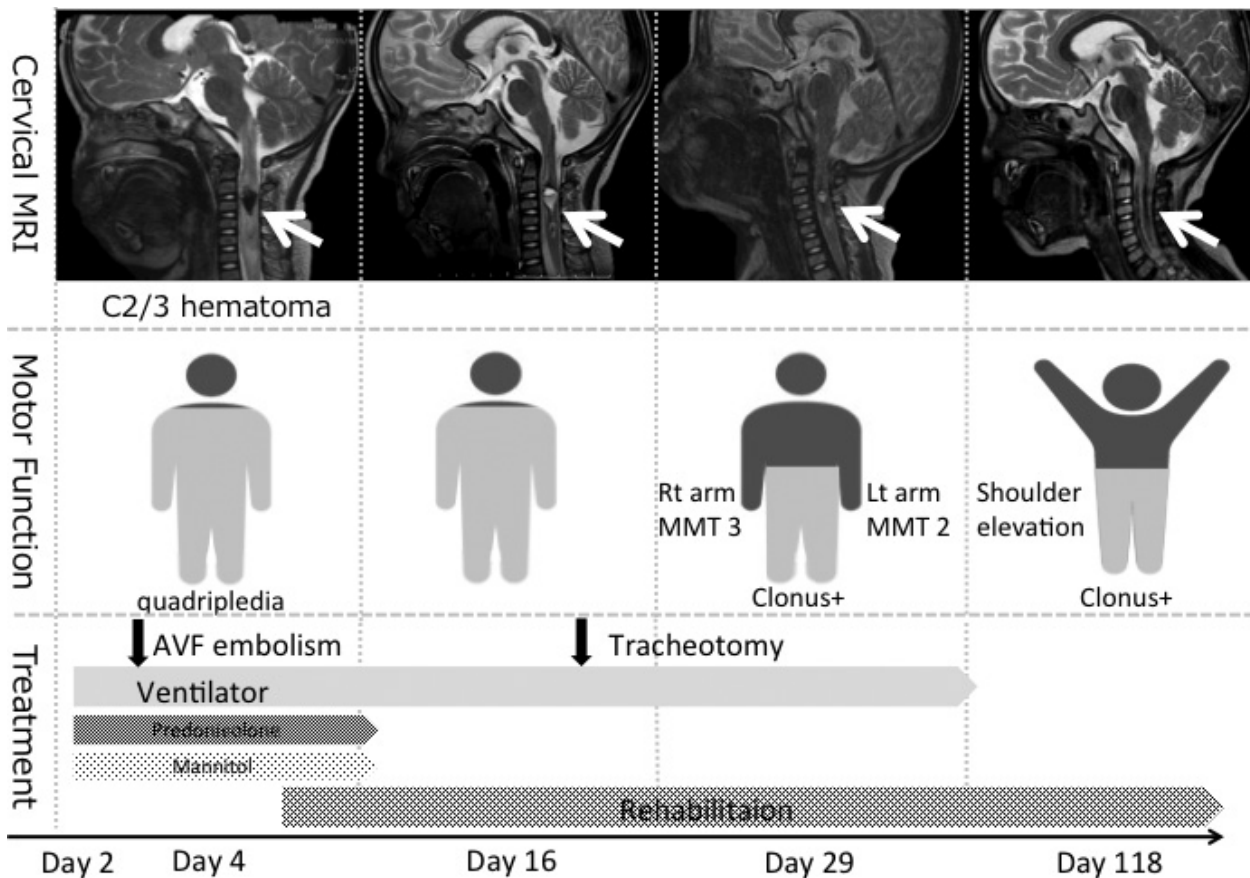 Cervical MRI
C2/3 hematoma
Motor Function
quadripledia
Rt arm
MMT 3
Lt arm
MMT 2
Clonus+
Shoulder
elevation
Clonus+
Treatment
AVF embolism
Tracheotomy
Ventilator
Predonisolone
Mannitol
Rehabilitaion
Day 2
Day 4
Day 16
Day 29
Day 118